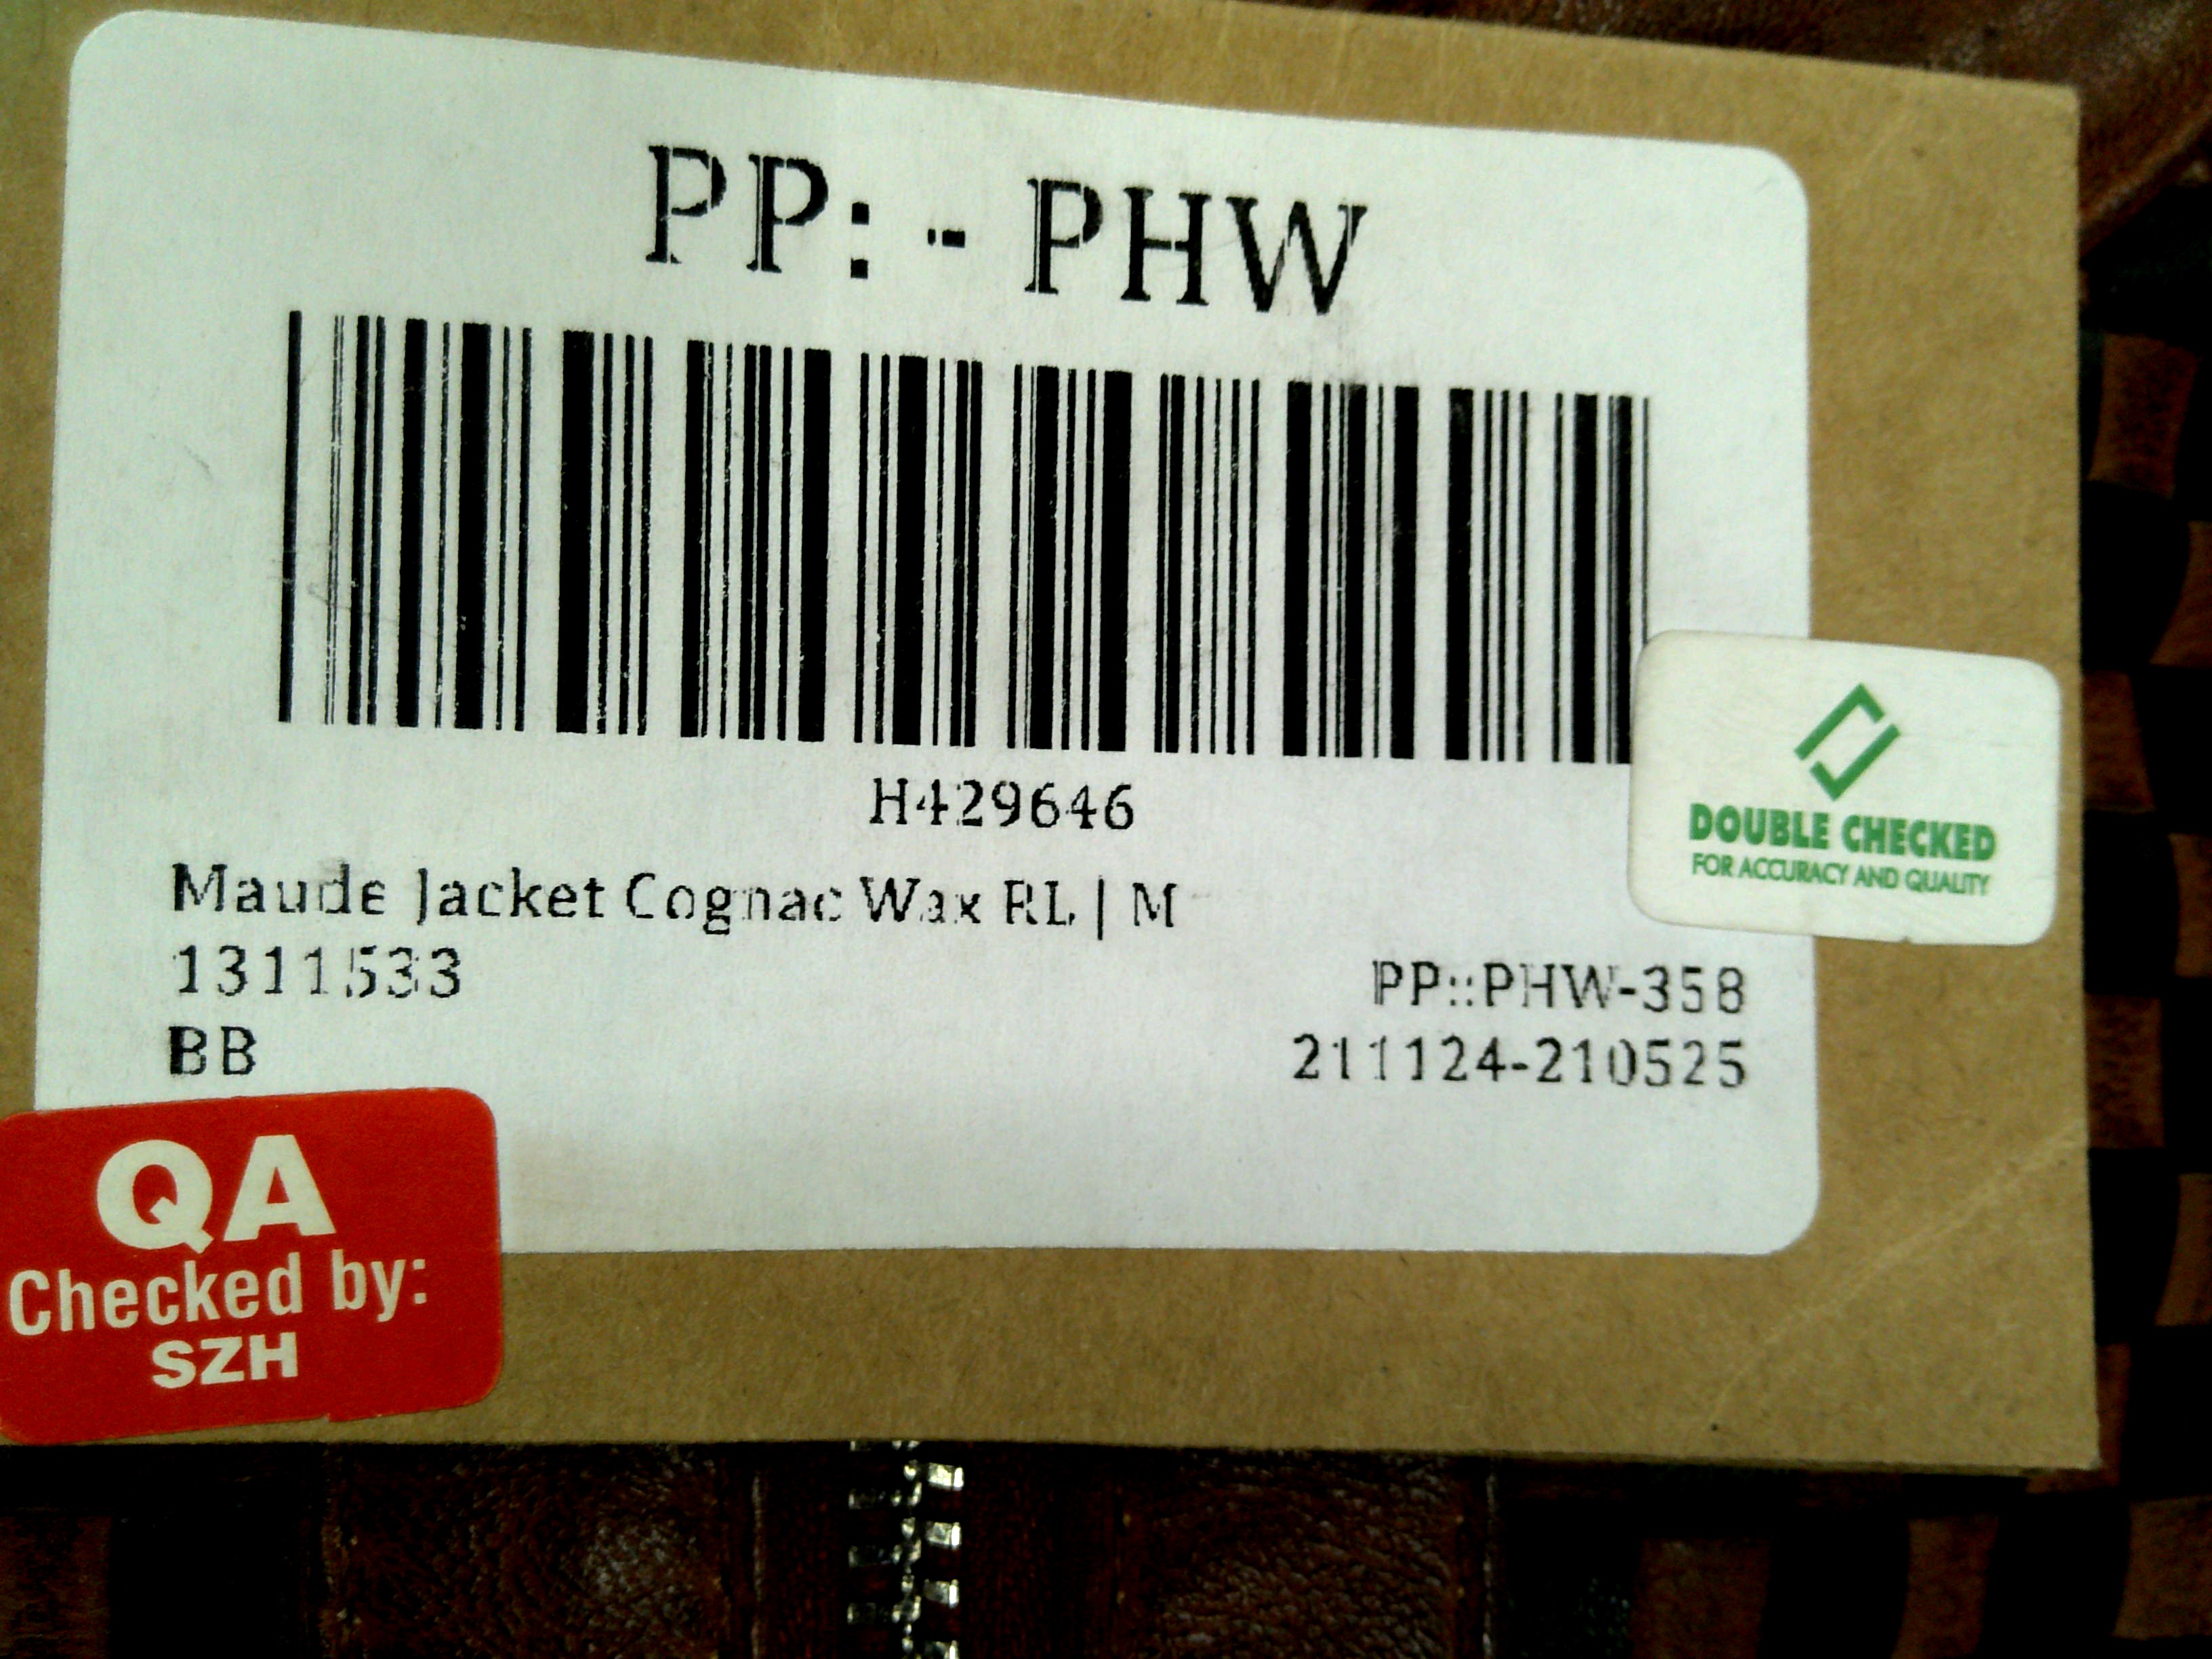 PP: - PHW
H429646
Maude Jacket Cognac Wax RL | M
1311533
BB
PP::PHW-358
211124-210525
DOUBLE CHECKED
FOR ACCURACY AND QUALITY
QA
Checked by:
SZH